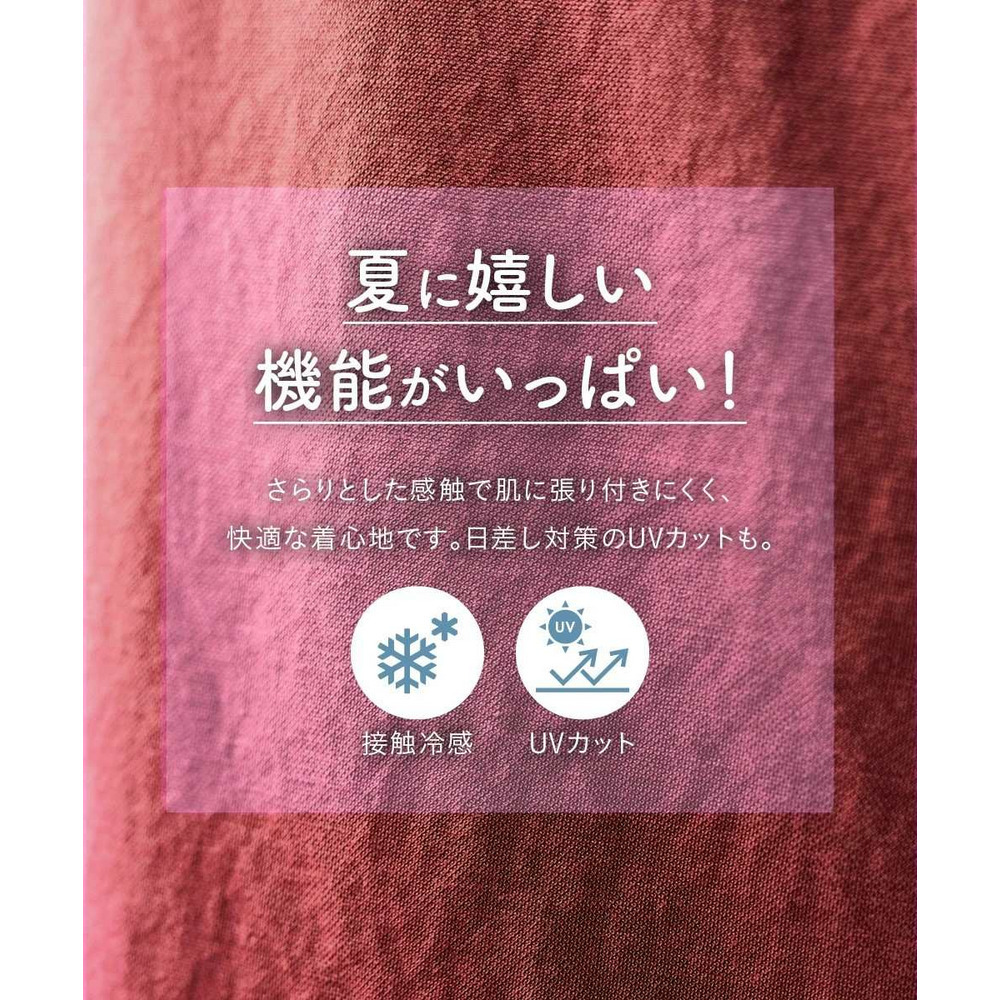 夏に嬉しい
機能がいっぱい!
さらりとした感触で肌に張り付きにくく、
快適な着心地です。日差し対策のUVカットも。
UV
接触冷感
UVカット